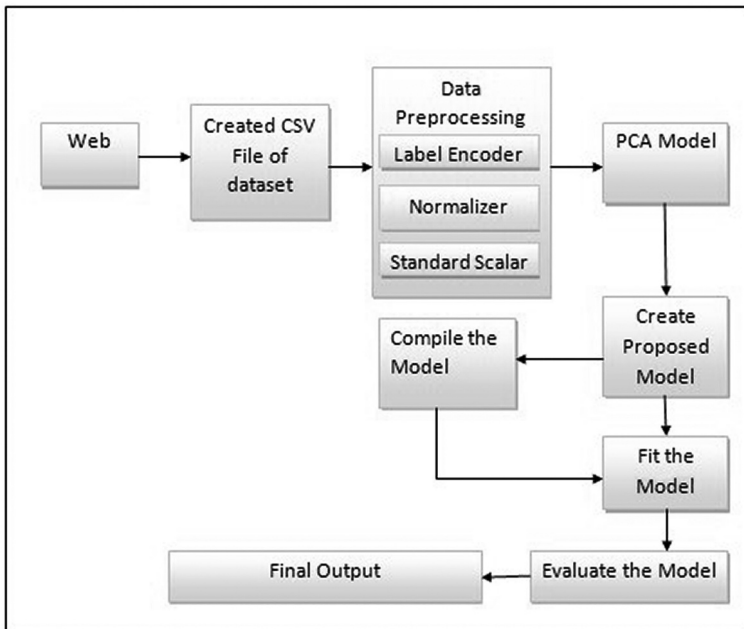 Web
Created CSV
File of
dataset
Data
Preprocessing
Label Encoder
Normalizer
Standard Scalar
PCA Model
Create
Proposed
Model
Compile the
Model
Fit the
Model
Evaluate the Model
Final Output